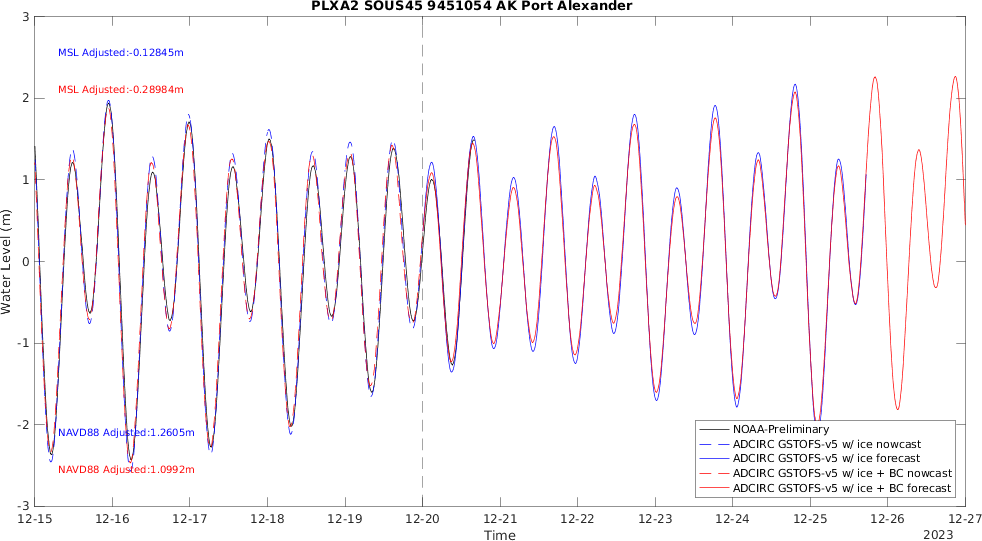 PLXA2 SOUS45 9451054 AK Port Alexander
Water Level (m)
3
2
1
0
-1
-2
-3
MSL Adjusted:-0.12845m
MSL Adjusted:-0.28984m
NAVD88 Adjusted:1.2605m
NAVD88 Adjusted:1.0992m
NOAA-Preliminary
ADCIRC GSTOFS-v5 w/ ice nowcast
ADCIRC GSTOFS-v5 w/ ice forecast
ADCIRC GSTOFS-v5 w/ ice + BC nowcast
ADCIRC GSTOFS-v5 w/ ice + BC forecast
12-15 12-16 12-17 12-18 12-19 12-20 12-21 12-22 12-23 12-24 12-25 12-26 12-27
Time
2023